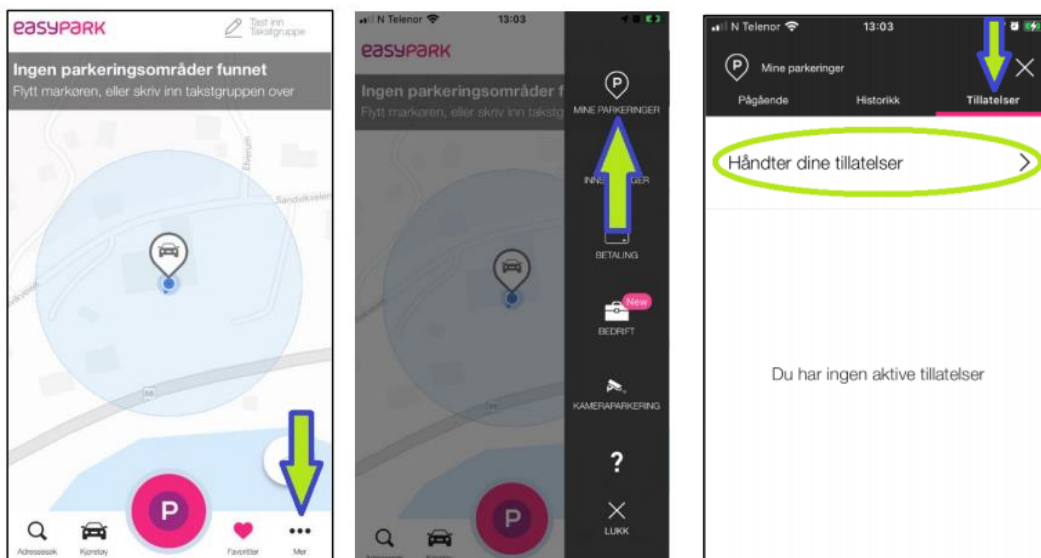 easyPARK
Tast inn
Takstgruppe
Ingen parkeringsområder funnet
Flytt markøren, eller skriv inn takstgruppen over
Elverum
Sandvikveien
P
Adressesøk
Kjøretøy
Favoritter
Mer
N Telenor
13:03
easyPARK
Ingen parkeringsområder f
Flytt markøren, eller skriv inn takstg
P
MINE PARKERINGER
BETALING
New
BEDRIFT
KAMERAPARKERING
?
LUKK
P
N Telenor
13:03
P
Mine parkeringer
Pågående
Historikk
Tillatelser
Håndter dine tillatelser
Du har ingen aktive tillatelser